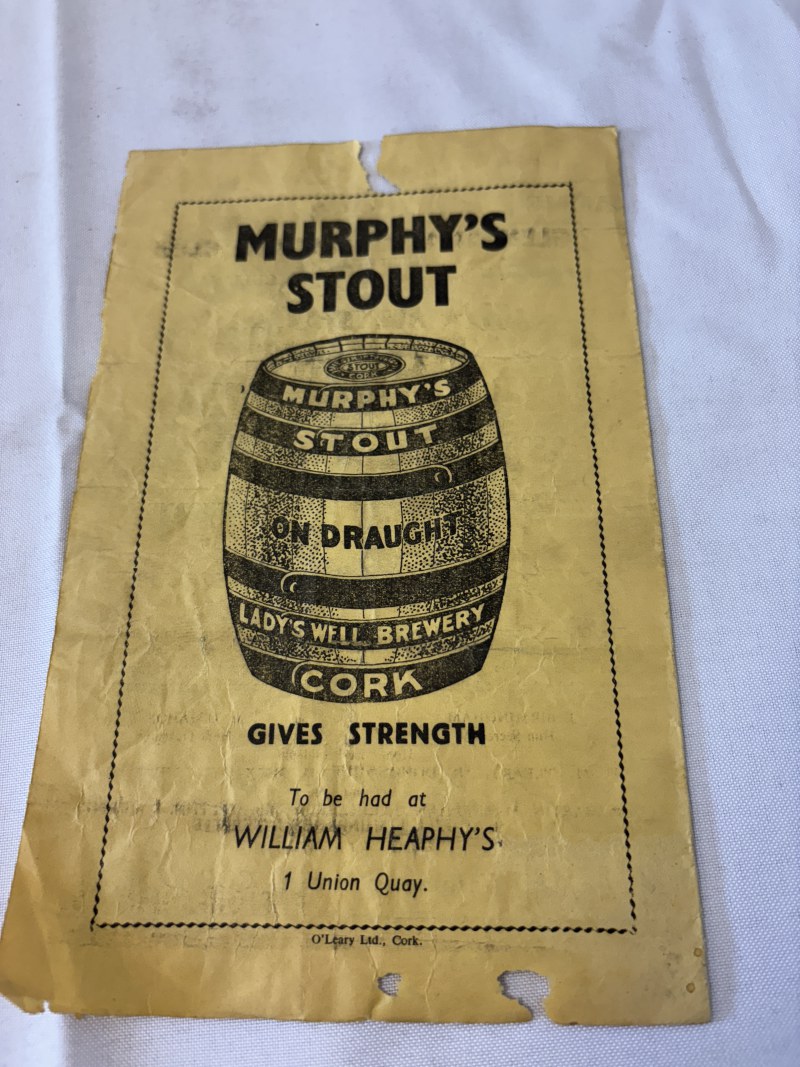 MURPHY'S
STOUT
STOUT
CORK
MURPHY'S
STOUT
ON DRAUGHT
LADY'S WELL BREWERY
CORK
GIVES STRENGTH
To be had at
WILLIAM HEAPHY'S
1 Union Quay.
O'Leary Ltd., Cork.